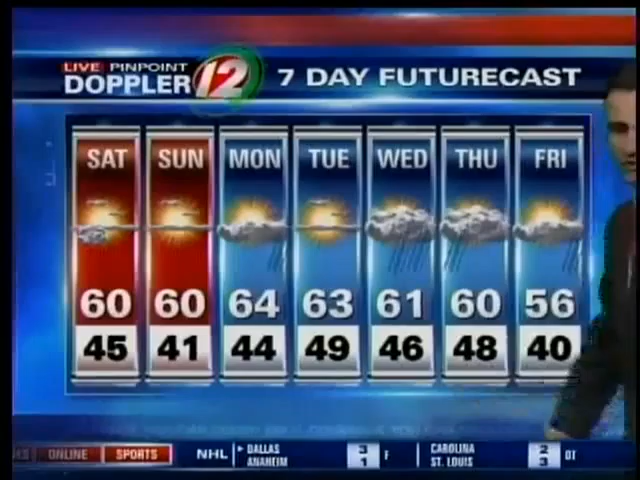 LIVE PINPOINT
DOPPLER 12
7 DAY FUTURECAST
SAT SUN MON TUE WED THU FRI
60 60 64 63 61 60 56
45 41 44 49 46 48 40
ONLINE SPORTS NHL DALLAS 3 F CAROLINA 2 OT
ANAHEIM 1 ST. LOUIS 3